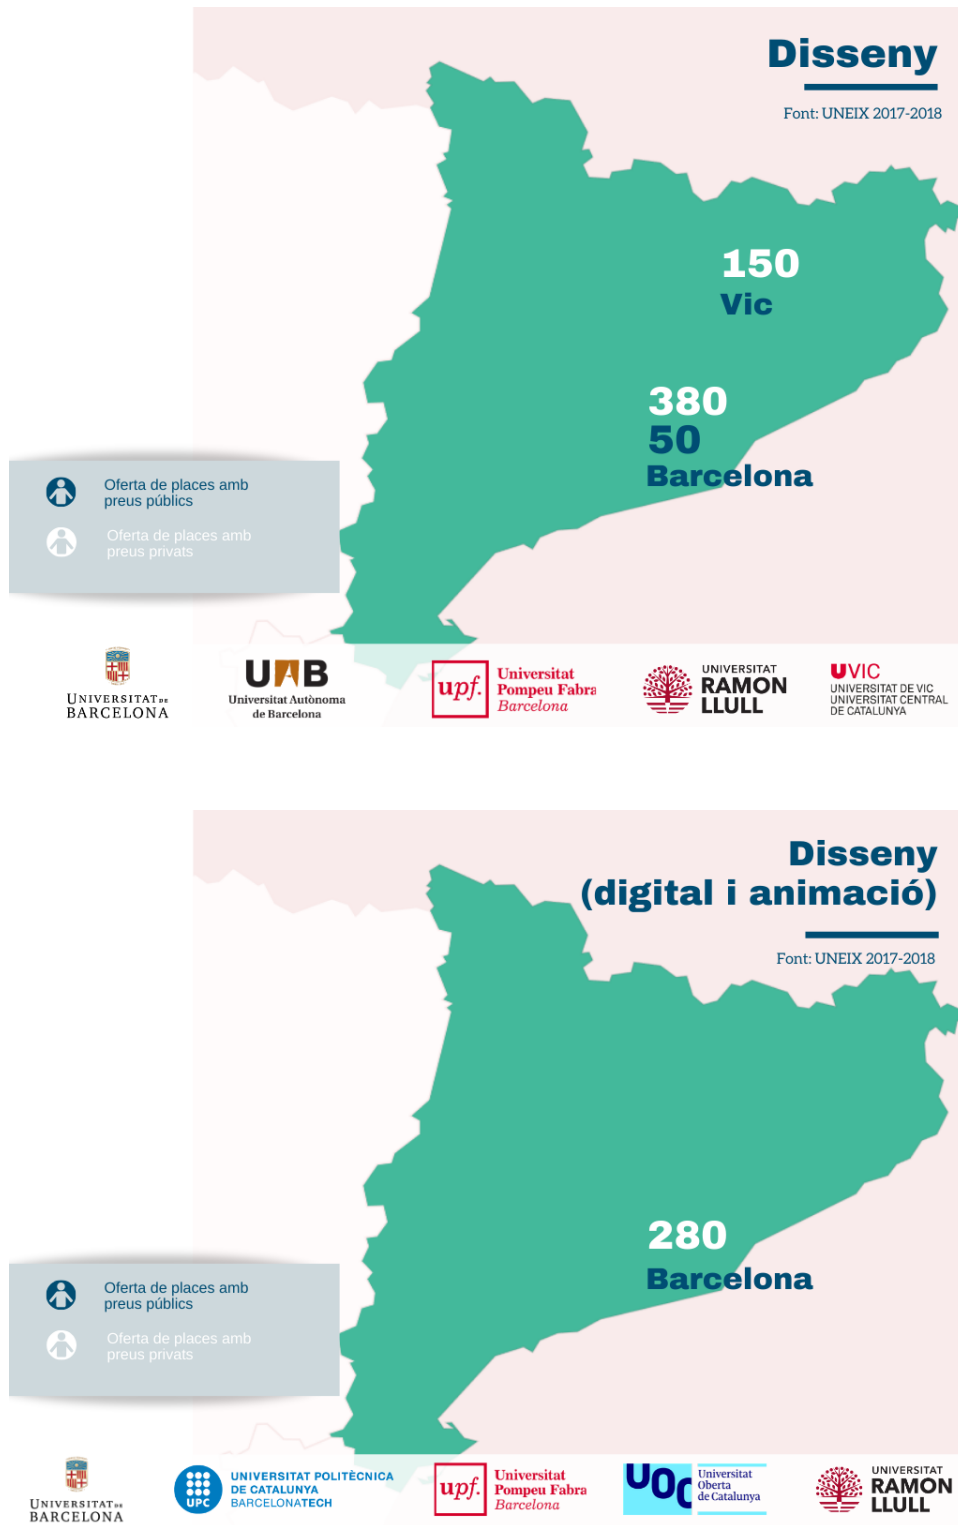 Disseny
Font: UNEIX 2017-2018
150
Vic
380
50
Barcelona
Oferta de places amb
preus públics
Oferta de places amb
preus privats
UNIVERSITAT DE
BARCELONA
UAB
Universitat Autònoma
de Barcelona
upf.
Universitat
Pompeu Fabra
Barcelona
UNIVERSITAT
RAMON
LLULL
UVIC
UNIVERSITAT DE VIC
UNIVERSITAT CENTRAL
DE CATALUNYA
Disseny
(digital i animació)
Font: UNEIX 2017-2018
280
Barcelona
Oferta de places amb
preus públics
Oferta de places amb
preus privats
UNIVERSITAT DE
BARCELONA
UPC
UNIVERSITAT POLITÈCNICA
DE CATALUNYA
BARCELONATECH
upf.
Universitat
Pompeu Fabra
Barcelona
UOC
Universitat
Oberta
de Catalunya
UNIVERSITAT
RAMON
LLULL